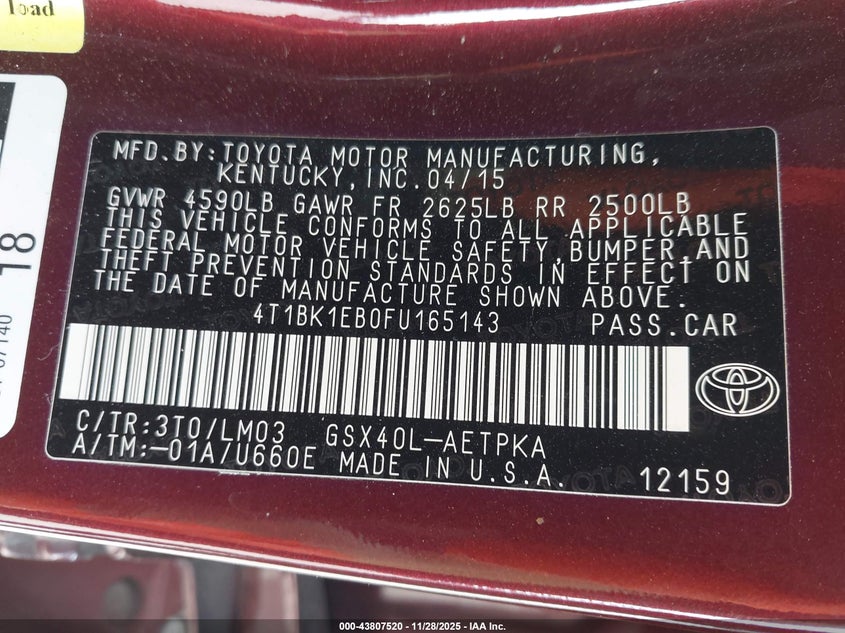 load
18
07140
MFD.BY:TOYOTA MOTOR MANUFACTURING,
KENTUCKY,INC.04/15
GVWR 4590LB GAWR FR 2625LB RR 2500LB
THIS VEHICLE CONFORMS TO ALL APPLICABLE
FEDERAL MOTOR VEHICLE SAFETY,BUMPER,AND
THEFT PREVENTION STANDARDS IN EFFECT ON
THE DATE OF MANUFACTURE SHOWN ABOVE.
4T1BK1EB0FU165143 PASS.CAR
C/TR:3T0/LM03 GSX40L-AETPKA
A/TM:-01A/U660E MADE IN U.S.A. 12159
000-43807520 - 11/28/2025 - IAA Inc.